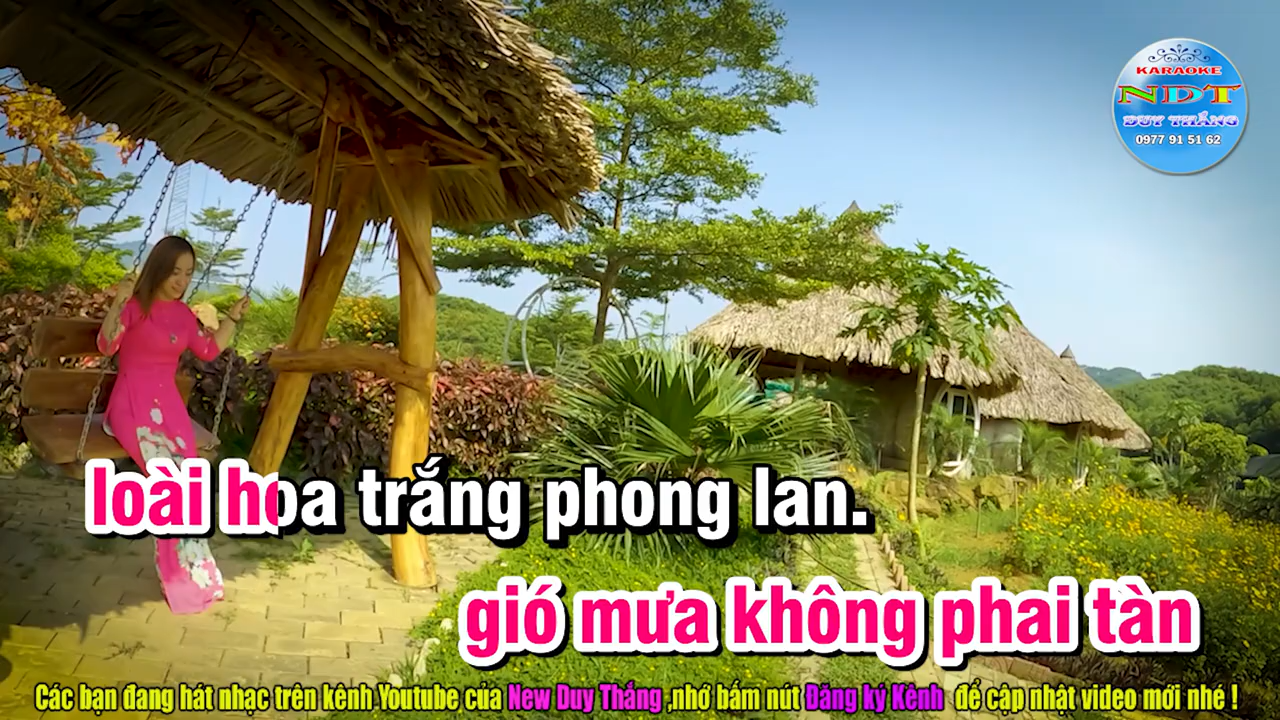 KARAOKE
NDT
DUY THẮNG
0977 91 51 62
loài hoa trắng phong lan.
gió mưa không phai tàn
Các bạn đang hát nhạc trên kênh Youtube của New Duy Thắng ,nhớ bấm nút Đăng ký Kênh để cập nhật video mới nhé !